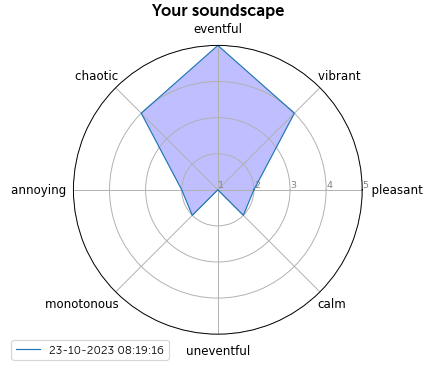 Your soundscape
eventful
chaotic
vibrant
annoying
1 2 3 4 5
pleasant
monotonous
calm
uneventful
23-10-2023 08:19:16